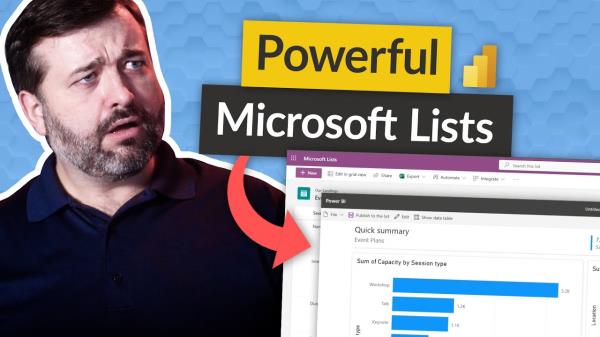 Powerful
Microsoft Lists
Microsoft Lists
Search this list
+ New
Edit in grid view
Share
Export
Automate
Integrate
...
Power BI
Untitled
File
Publish to the list
Edit
Show data table
Quick summary
Event Plans
Sum of Capacity by Session type
Workshop
Talk
Keynote